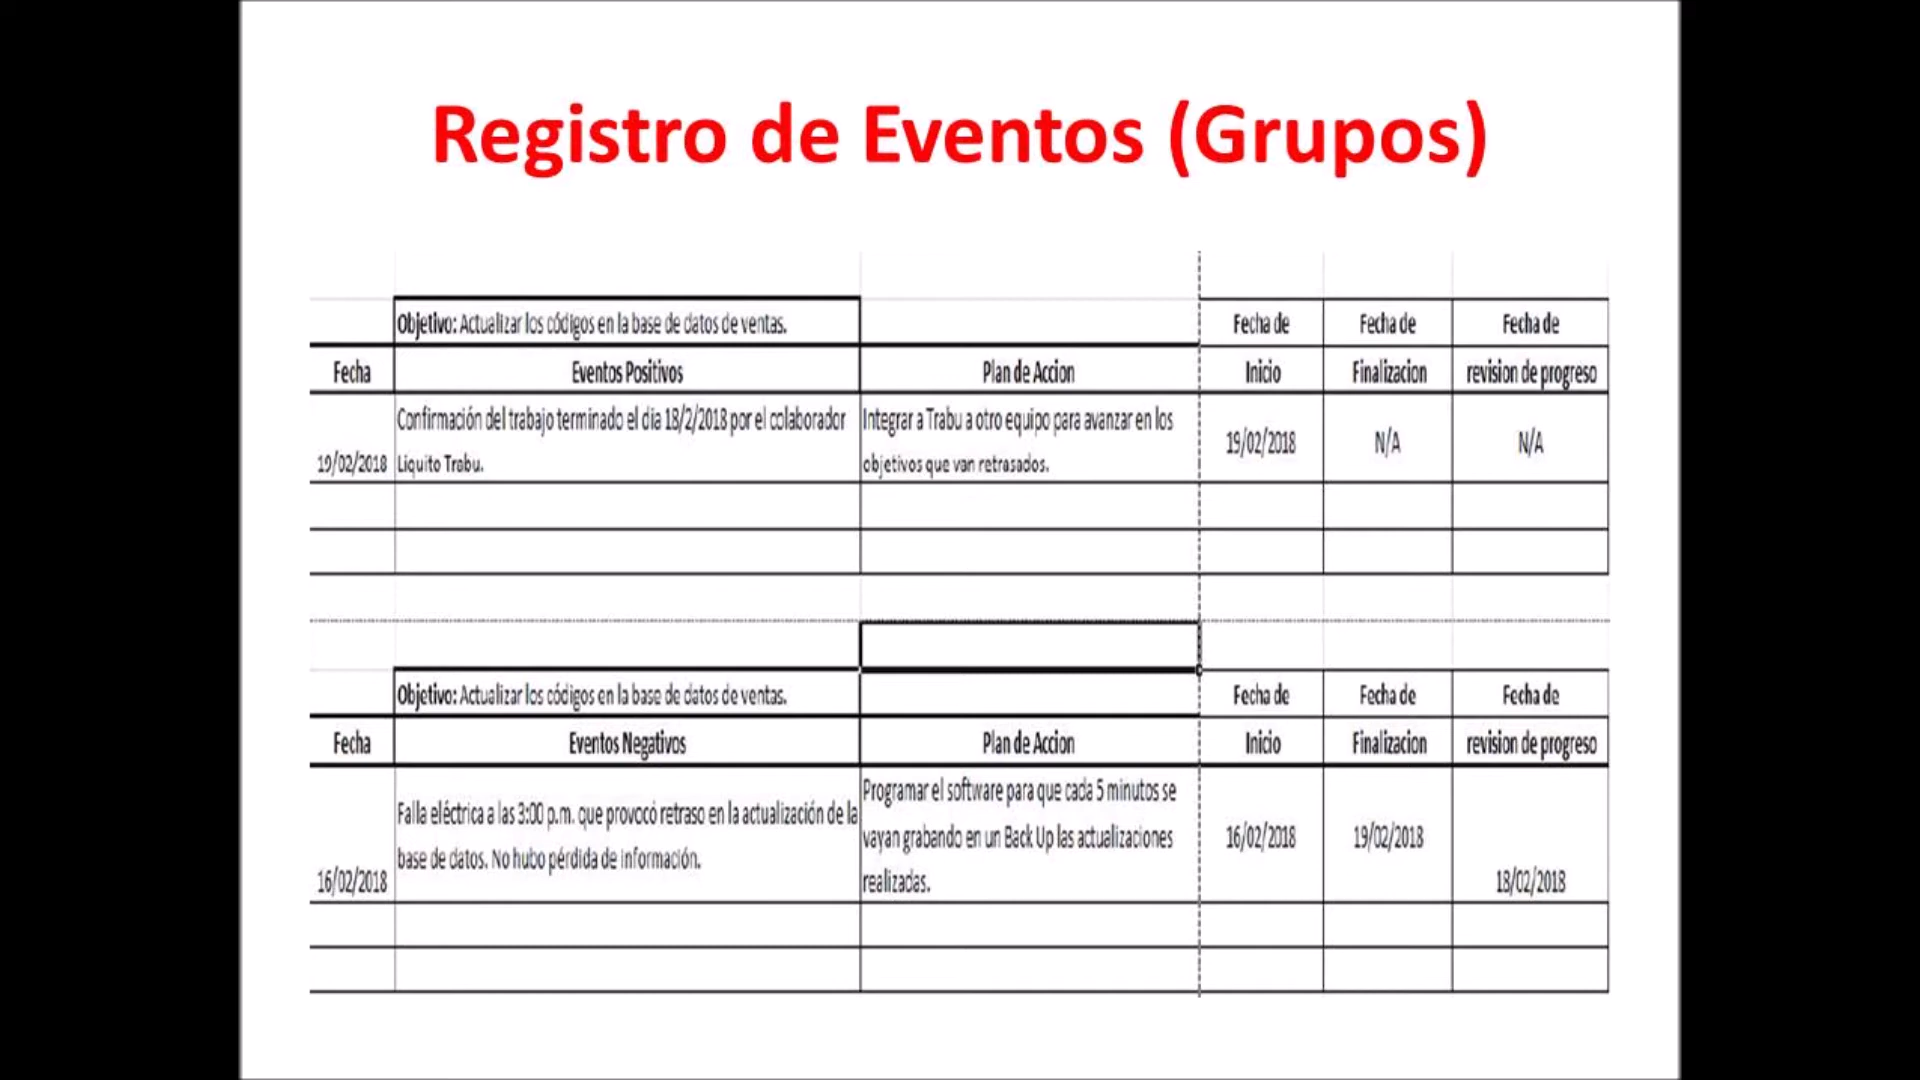 Registro de Eventos (Grupos)
Objetivo: Actualizar los códigos en la base de datos de ventas. Fecha de Fecha de Fecha de
Fecha Eventos Positivos Plan de Accion Inicio Finalizacion revision de progreso
Confirmación del trabajo terminado el dia 18/2/2018 por el colaborador Integrar a Trabu a otro equipo para avanzar en los
19/02/2018 N/A N/A
19/02/2018 Liquito Trabu. objetivos que van retrasados.
Objetivo: Actualizar los códigos en la base de datos de ventas. Fecha de Fecha de Fecha de
Fecha Eventos Negativos Plan de Accion Inicio Finalizacion revision de progreso
Programar el software para que cada 5 minutos se
Falla eléctrica a las 3:00 p.m. que provocó retraso en la actualización de la
vayan grabando en un Back Up las actualizaciones 16/02/2018 19/02/2018
base de datos. No hubo pérdida de información.
16/02/2018 realizadas. 18/02/2018